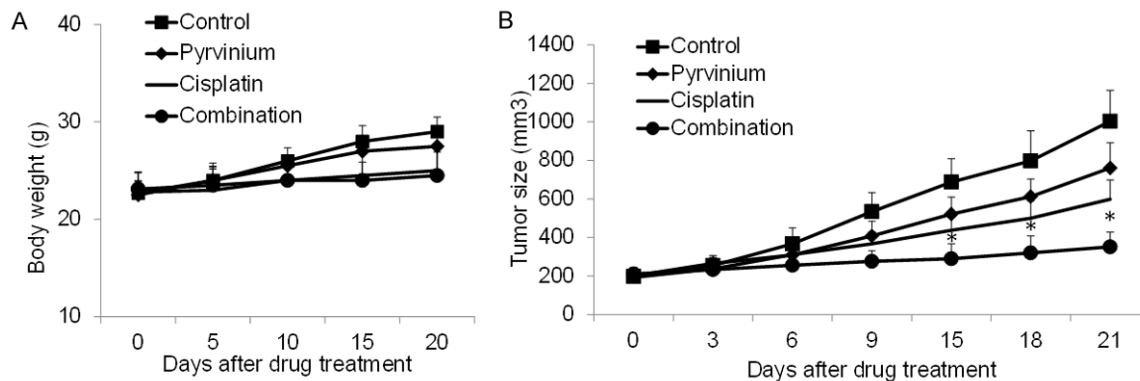 A
Body weight (g)
40
30
20
10
Control
Pyrvinium
Cisplatin
Combination
0 5 10 15 20
Days after drug treatment
B
Tumor size (mm3)
1400
1200
1000
800
600
400
200
0
Control
Pyrvinium
Cisplatin
Combination
* * *
0 3 6 9 15 18 21
Days after drug treatment